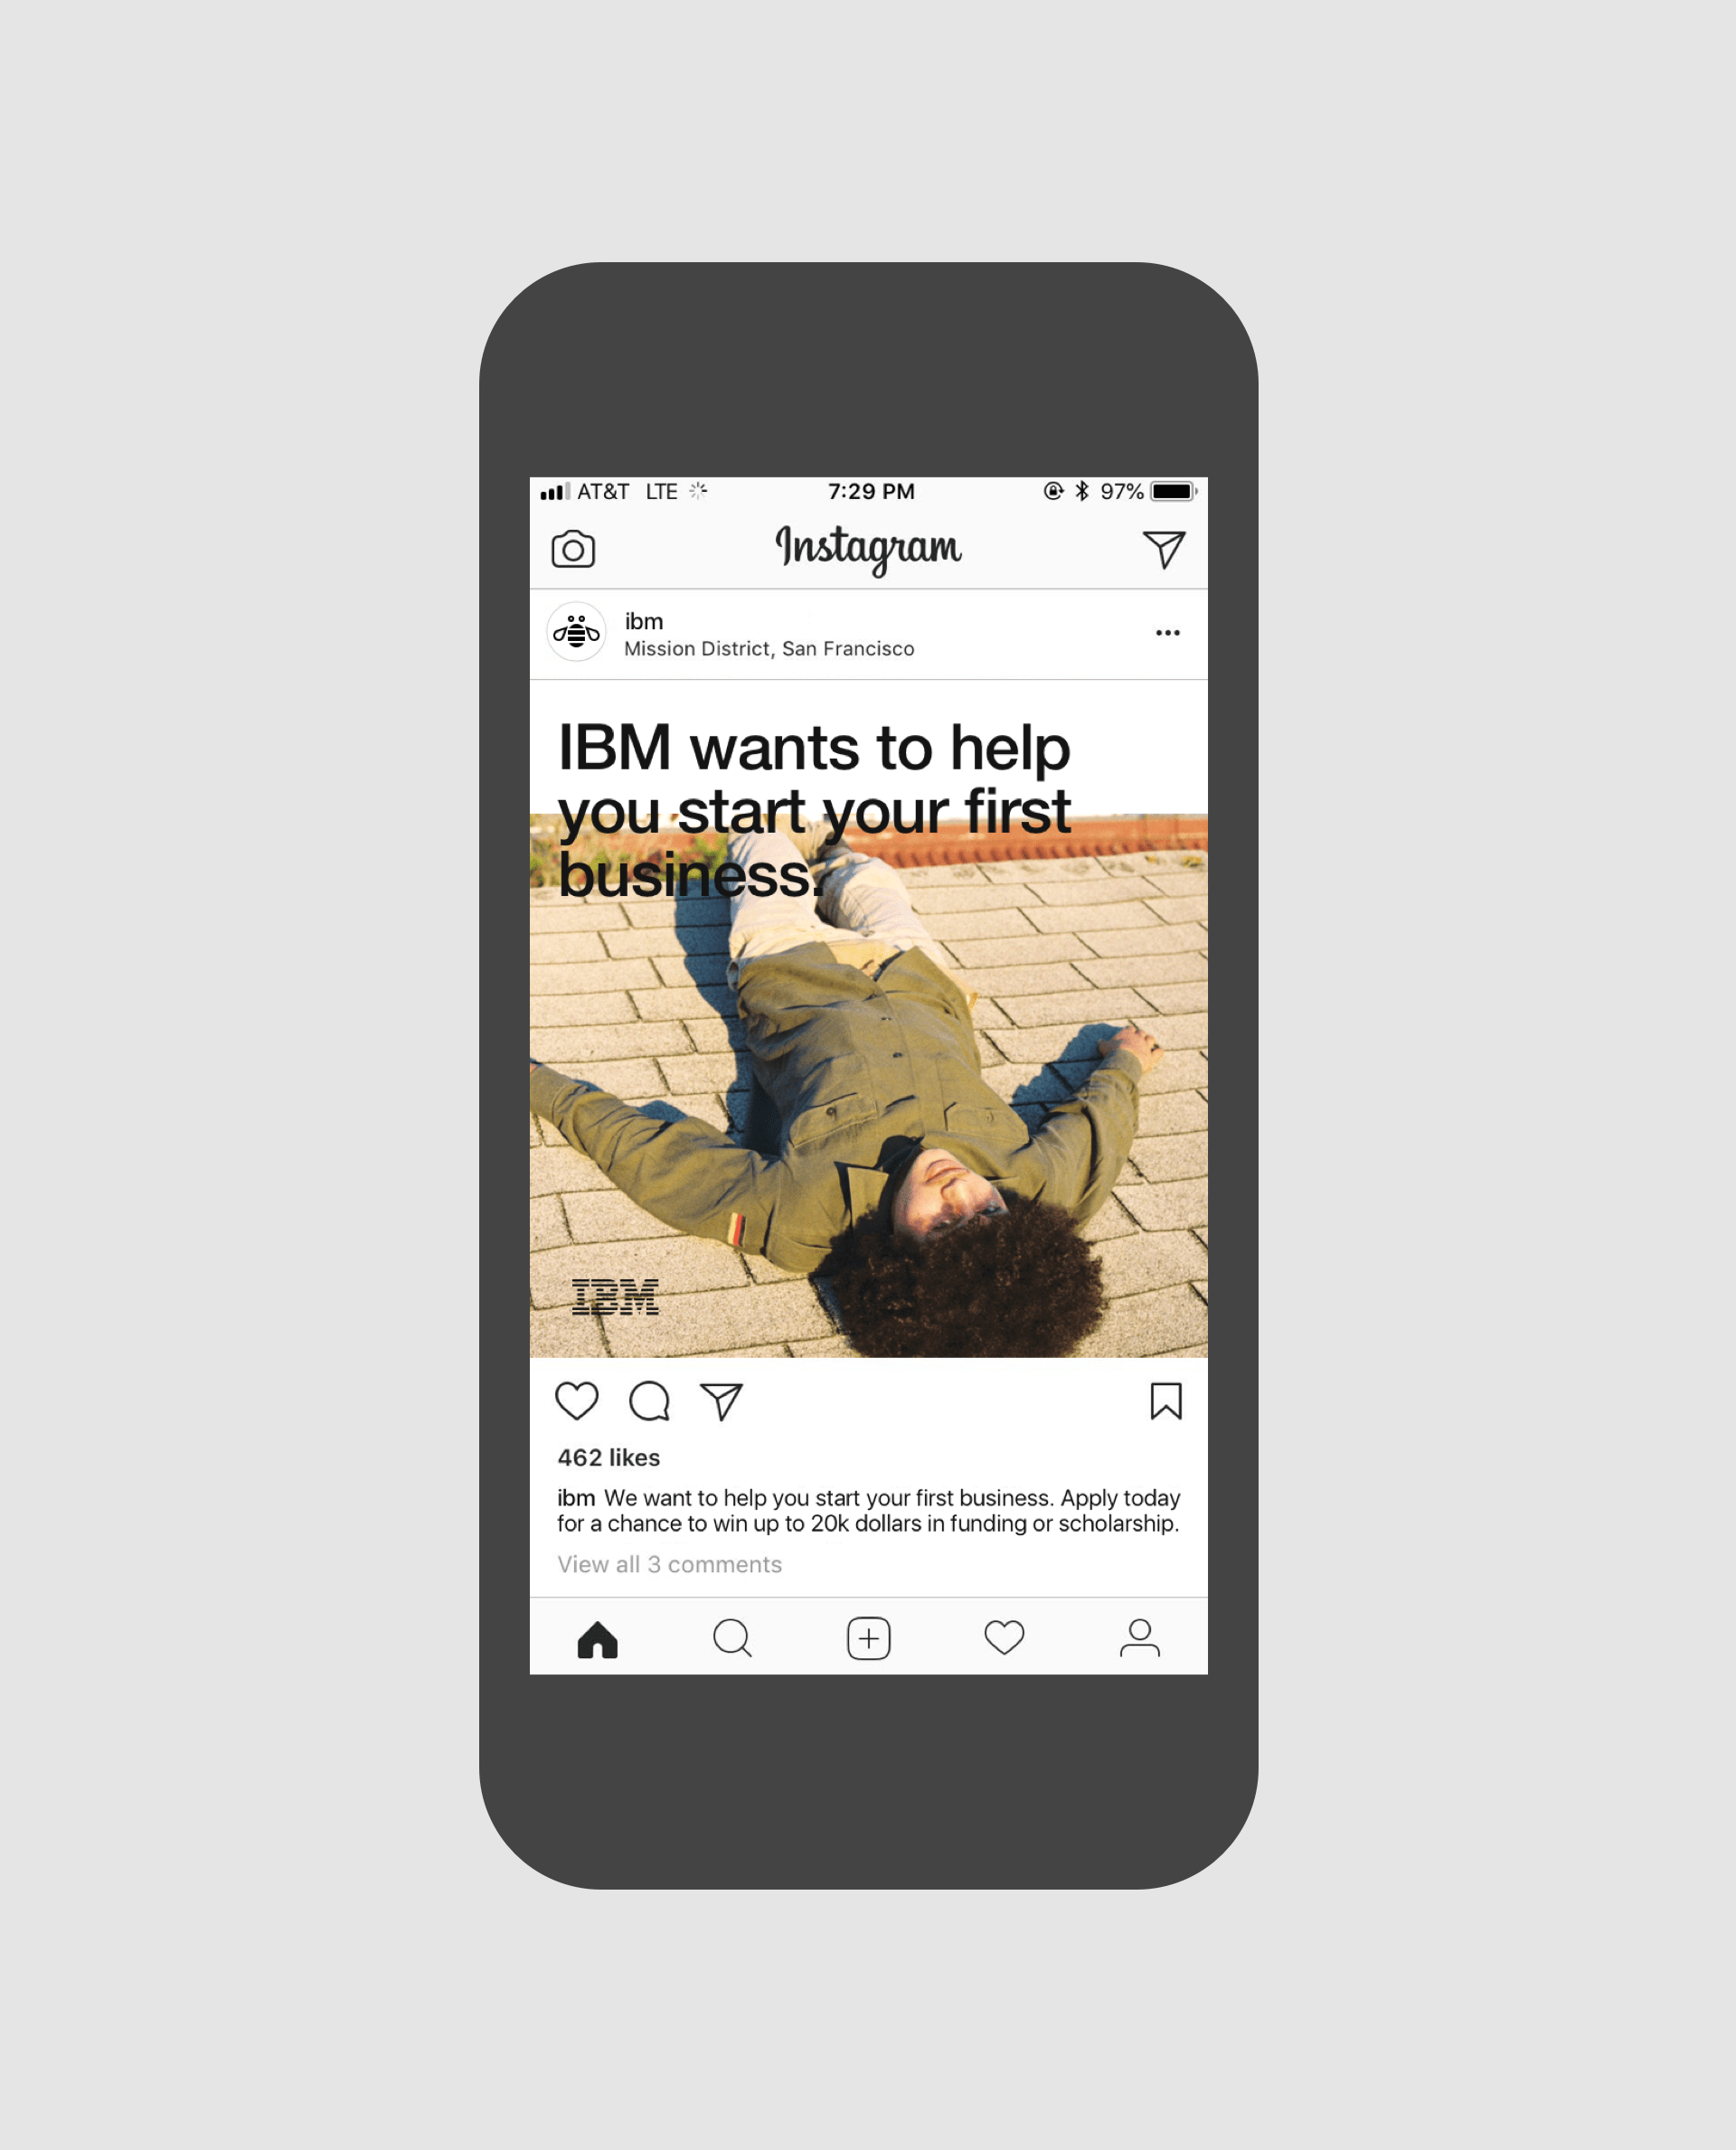 AT&T LTE 7:29 PM 97%
Instagram
ibm
Mission District, San Francisco
IBM wants to help
you start your first
business.
IBM
462 likes
ibm We want to help you start your first business. Apply today
for a chance to win up to 20k dollars in funding or scholarship.
View all 3 comments